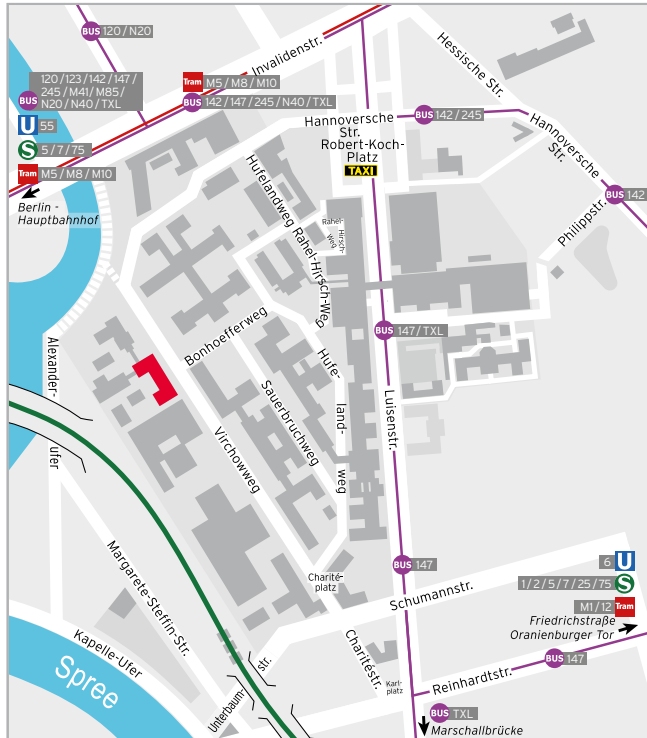 BUS 120 / N20
Hessische Str.
Invalidenstr.
120 / 123 / 142 / 147 /
245 / M41/ M85/
BUS N20 / N40 / TXL
Tram M5 / M8 / M10
BUS 142 / 147 / 245 / N40 / TXL
U 55
S 5 / 7 / 75
Tram M5 / M8 / M10
Berlin -
Hauptbahnhof
Hannoversche
Str.
BUS 142 / 245
Robert-Koch-
Platz
TAXI
Hannoversche
Str.
BUS 142
Philippstr.
Hufelandweg
Rahel-Hirsch-Weg
Rahel-
Hirsch-
Weg
BUS 147 / TXL
Bonhoefferweg
Alexander-
ufer
Sauerbruchweg
Hufe-
land-
weg
Luisenstr.
Virchowweg
Margarete-Steffin-Str.
BUS 147
Charité-
platz
Schumannstr.
6 U
1 / 2 / 5 / 7 / 25 / 75 S
M1 / 12 Tram
Friedrichstraße
Oranienburger Tor
Kapelle-Ufer
Spree
Unterbaum-
str.
Charitéstr.
Karl-
platz
Reinhardtstr.
BUS 147
BUS TXL
Marschallbrücke